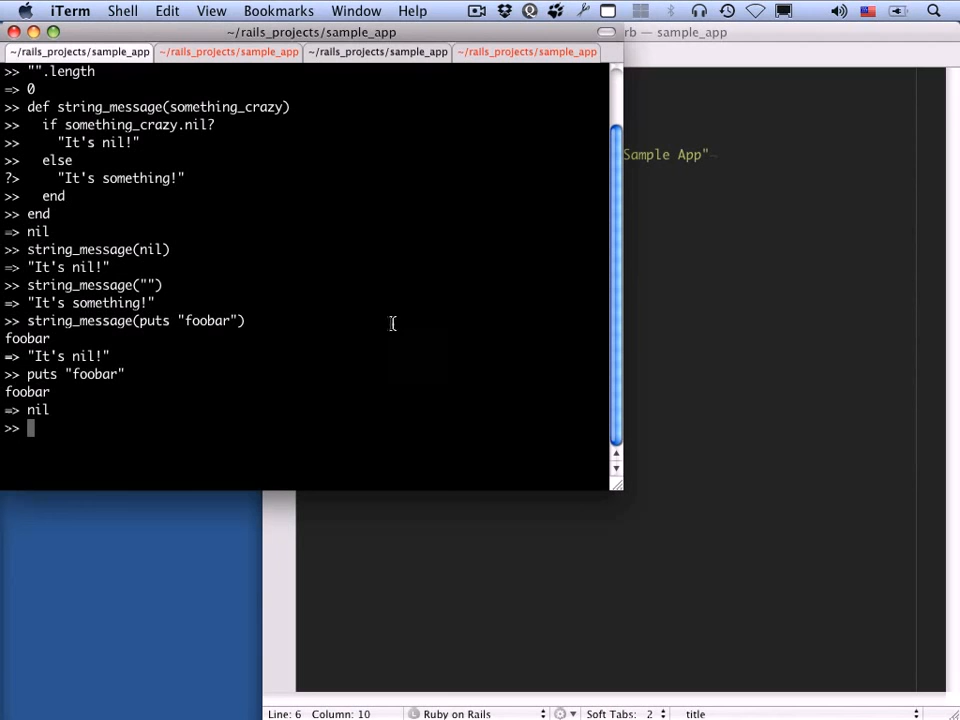 iTerm Shell Edit View Bookmarks Window Help
~/rails_projects/sample_app
rb — sample_app
~/rails_projects/sample_app ~/rails_projects/sample_app ~/rails_projects/sample_app ~/rails_projects/sample_app
>> "".length
=> 0
>> def string_message(something_crazy)
>>   if something_crazy.nil?
>>     "It's nil!"
>>   else
?>     "It's something!"
>>   end
>> end
=> nil
>> string_message(nil)
=> "It's nil!"
>> string_message("")
=> "It's something!"
>> string_message(puts "foobar")
foobar
=> "It's nil!"
>> puts "foobar"
foobar
=> nil
>>
Sample App"¬
Line: 6 Column: 10 Ruby on Rails Soft Tabs: 2 title